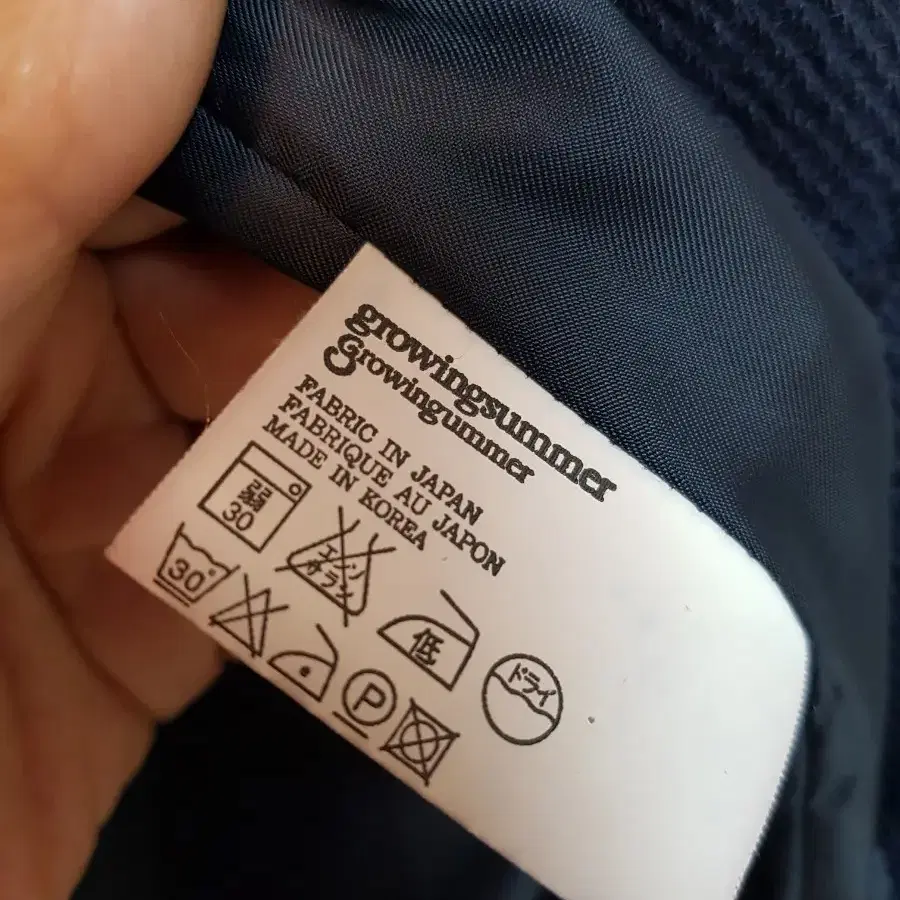 growingsummer
Growingummer
FABRIC IN JAPAN
FABRIQUE AU JAPON
MADE IN KOREA
弱
30
エンソ
サラシ
低
ドライ
30°
P